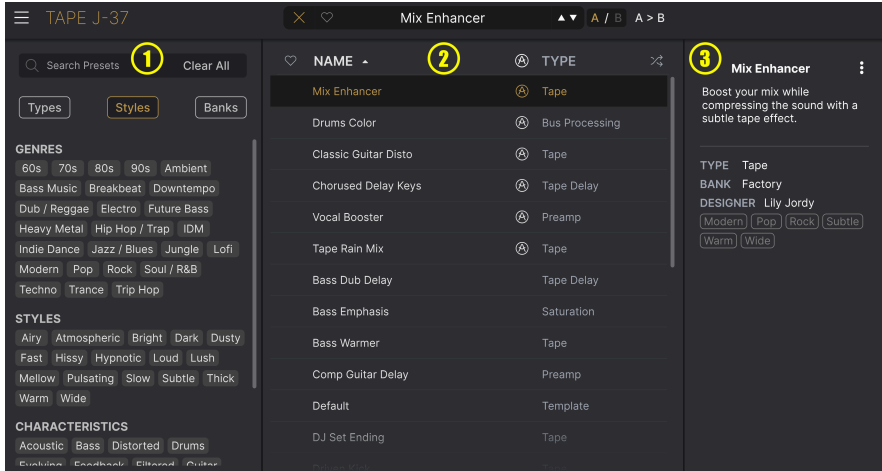 TAPE J-37
Mix Enhancer
A / B A > B
Search Presets
1
Clear All
Types Styles Banks
GENRES
60s 70s 80s 90s Ambient
Bass Music Breakbeat Downtempo
Dub / Reggae Electro Future Bass
Heavy Metal Hip Hop / Trap IDM
Indie Dance Jazz / Blues Jungle Lofi
Modern Pop Rock Soul / R&B
Techno Trance Trip Hop
STYLES
Airy Atmospheric Bright Dark Dusty
Fast Hissy Hypnotic Loud Lush
Mellow Pulsating Slow Subtle Thick
Warm Wide
CHARACTERISTICS
Acoustic Bass Distorted Drums
Evolving Feedback Filtered Guitar
NAME 2 TYPE
Mix Enhancer Tape
Drums Color Bus Processing
Classic Guitar Disto Tape
Chorused Delay Keys Tape Delay
Vocal Booster Preamp
Tape Rain Mix Tape
Bass Dub Delay Tape Delay
Bass Emphasis Saturation
Bass Warmer Tape
Comp Guitar Delay Preamp
Default Template
DJ Set Ending Tape
3
Mix Enhancer
Boost your mix while
compressing the sound with a
subtle tape effect.
TYPE Tape
BANK Factory
DESIGNER Lily Jordy
Modern Pop Rock Subtle
Warm Wide